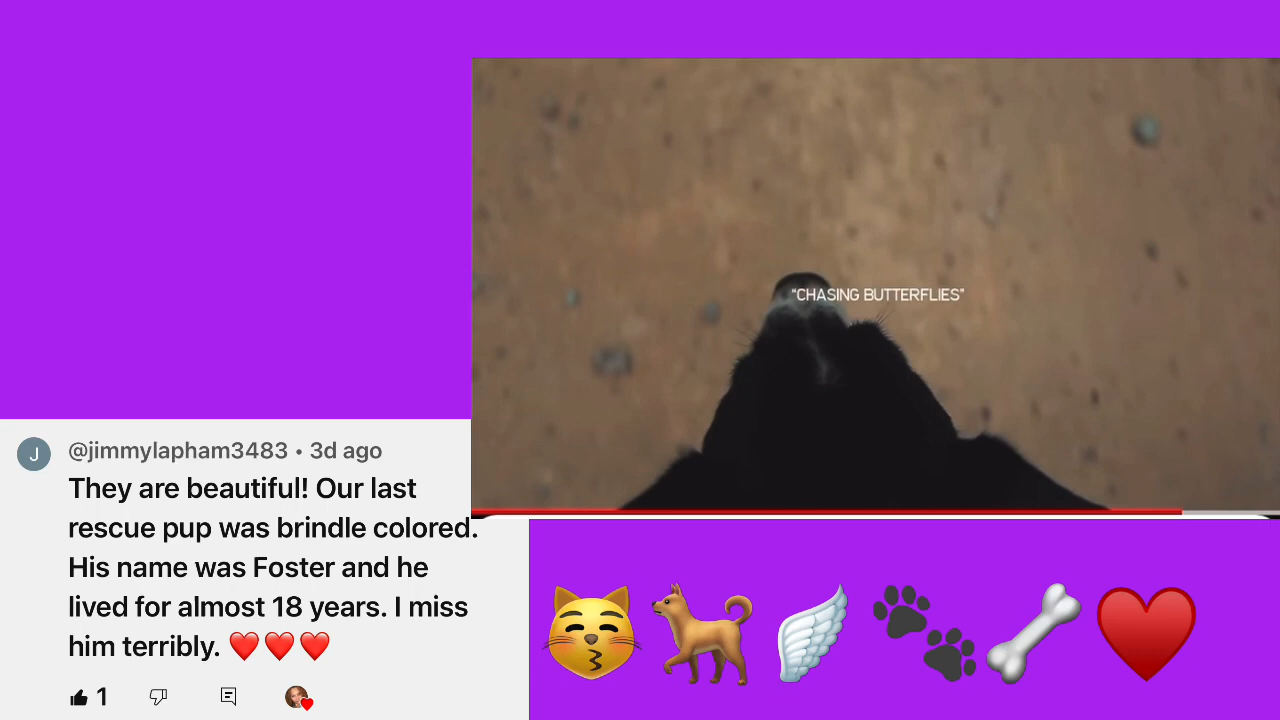 “CHASING BUTTERFLIES”
J
@jimmylapham3483 • 3d ago
They are beautiful! Our last
rescue pup was brindle colored.
His name was Foster and he
lived for almost 18 years. I miss
him terribly. ❤️❤️❤️
1